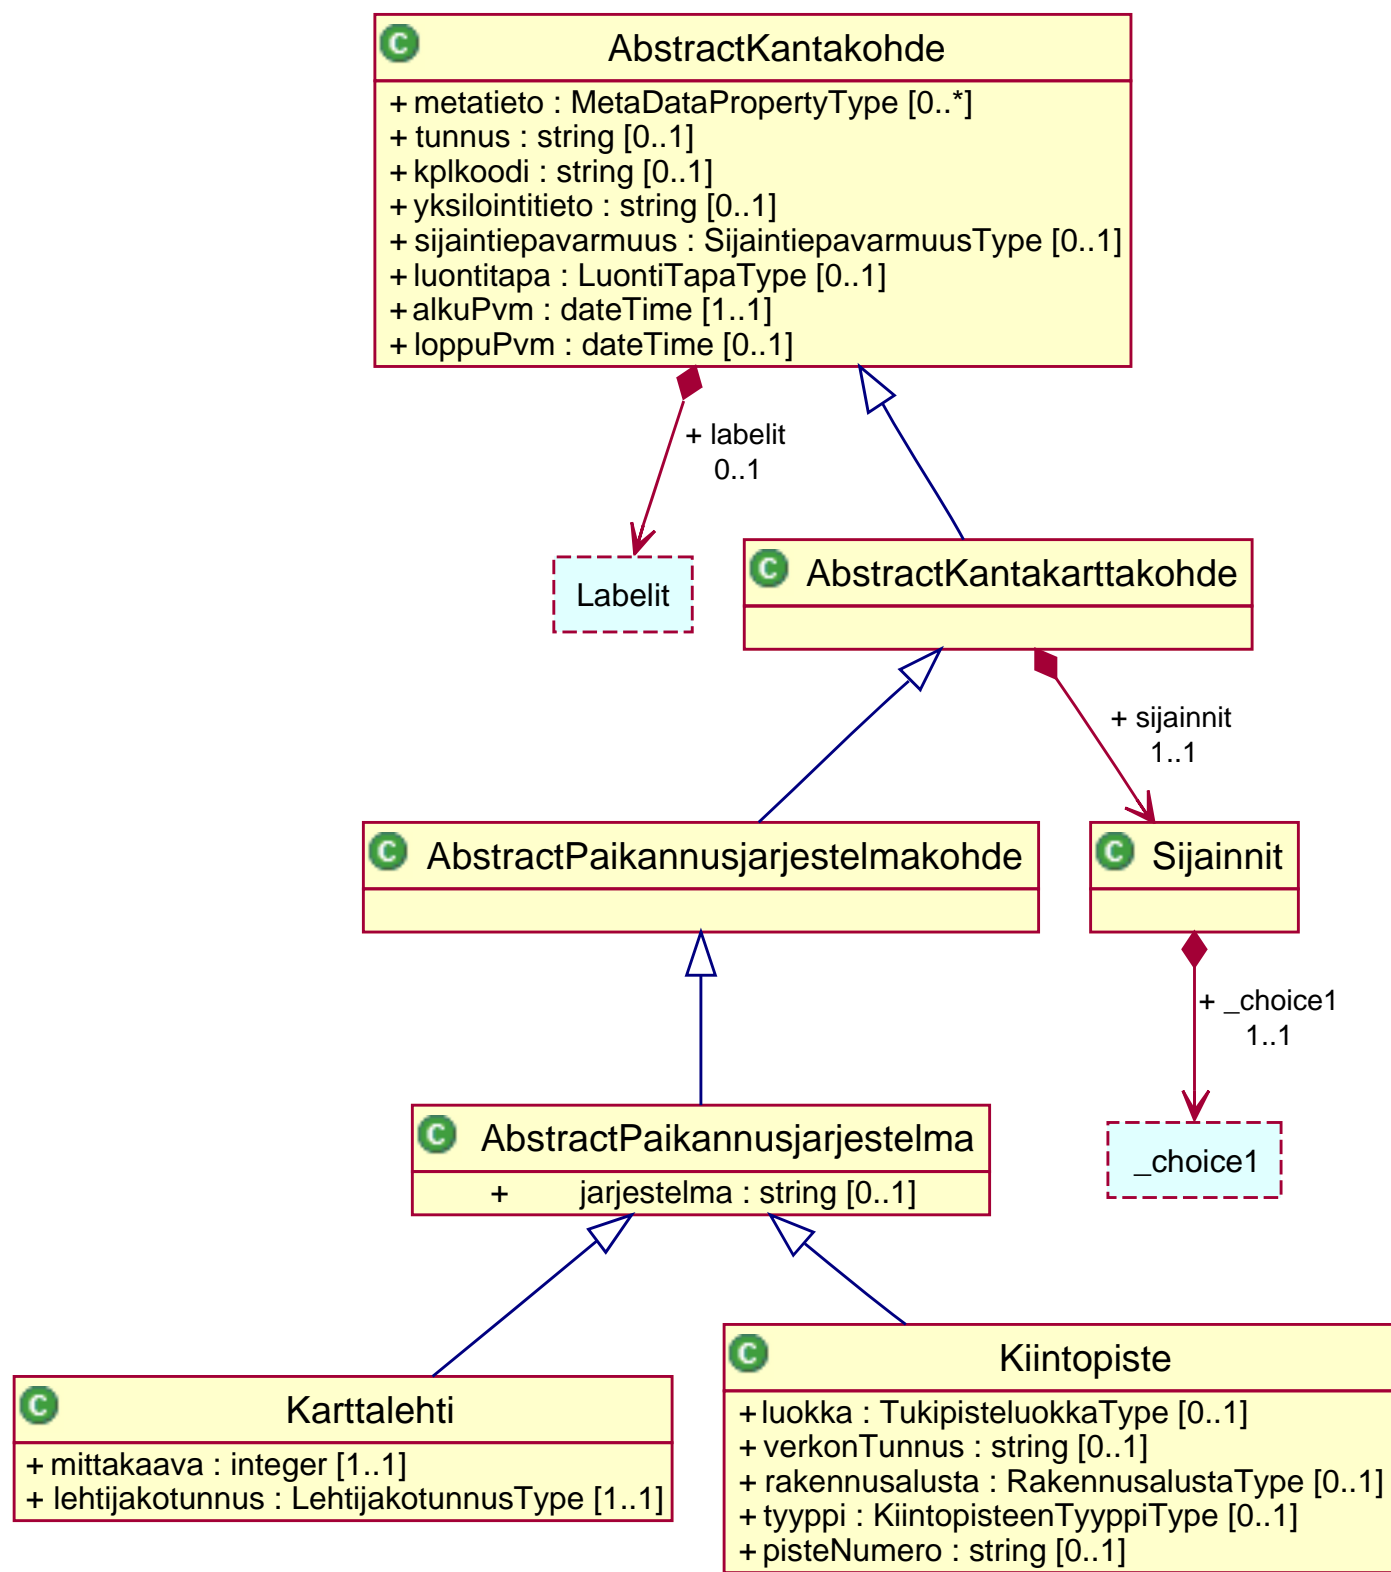 C AbstractKantakohde
+ metatieto : MetaDataPropertyType [0..*]
+ tunnus : string [0..1]
+ kplkoodi : string [0..1]
+ yksilointitieto : string [0..1]
+ sijaintiepavarmuus : SijaintiepavarmuusType [0..1]
+ luontitapa : LuontiTapaType [0..1]
+ alkuPvm : dateTime [1..1]
+ loppuPvm : dateTime [0..1]
+ labelit
0..1
Labelit
C AbstractKantakarttakohde
+ sijainnit
1..1
C AbstractPaikannusjarjestelmakohde
C Sijainnit
+ _choice1
1..1
C AbstractPaikannusjarjestelma
+ jarjestelma : string [0..1]
_choice1
C Karttalehti
+ mittakaava : integer [1..1]
+ lehtijakotunnus : LehtijakotunnusType [1..1]
C Kiintopiste
+ luokka : TukipisteluokkaType [0..1]
+ verkonTunnus : string [0..1]
+ rakennusalusta : RakennusalustaType [0..1]
+ tyyppi : KiintopisteenTyyppiType [0..1]
+ pisteNumero : string [0..1]